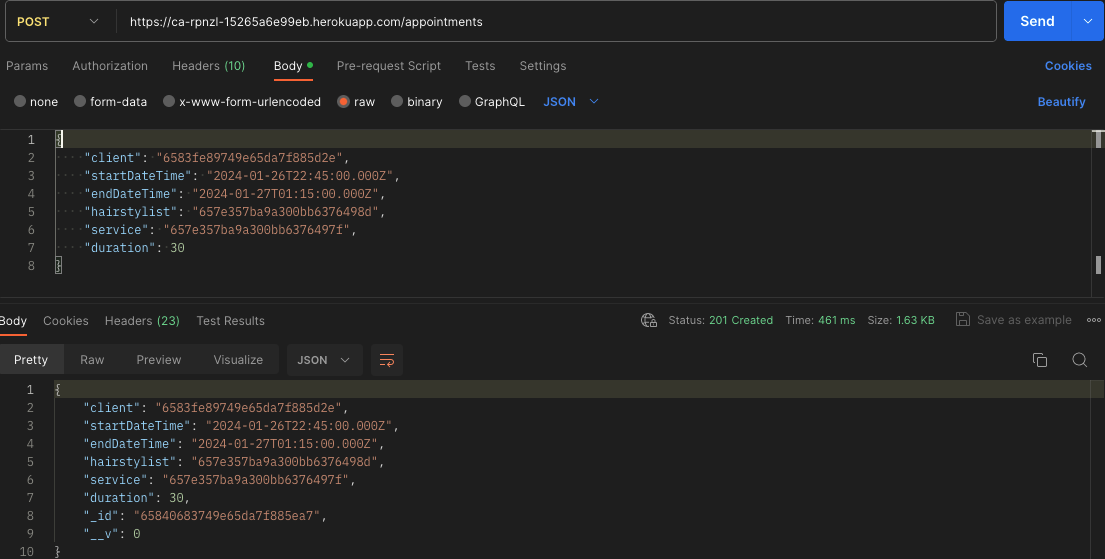 POST https://ca-rpnzl-15265a6e99eb.herokuapp.com/appointments Send
Params Authorization Headers (10) Body Pre-request Script Tests Settings Cookies
none form-data x-www-form-urlencoded raw binary GraphQL JSON Beautify
1 {
2 "client": "6583fe89749e65da7f885d2e",
3 "startDateTime": "2024-01-26T22:45:00.000Z",
4 "endDateTime": "2024-01-27T01:15:00.000Z",
5 "hairstylist": "657e357ba9a300bb6376498d",
6 "service": "657e357ba9a300bb6376497f",
7 "duration": 30
8 }
Body Cookies Headers (23) Test Results Status: 201 Created Time: 461 ms Size: 1.63 KB Save as example
Pretty Raw Preview Visualize JSON
1 {
2 "client": "6583fe89749e65da7f885d2e",
3 "startDateTime": "2024-01-26T22:45:00.000Z",
4 "endDateTime": "2024-01-27T01:15:00.000Z",
5 "hairstylist": "657e357ba9a300bb6376498d",
6 "service": "657e357ba9a300bb6376497f",
7 "duration": 30,
8 "_id": "65840683749e65da7f885ea7",
9 "__v": 0
10 }